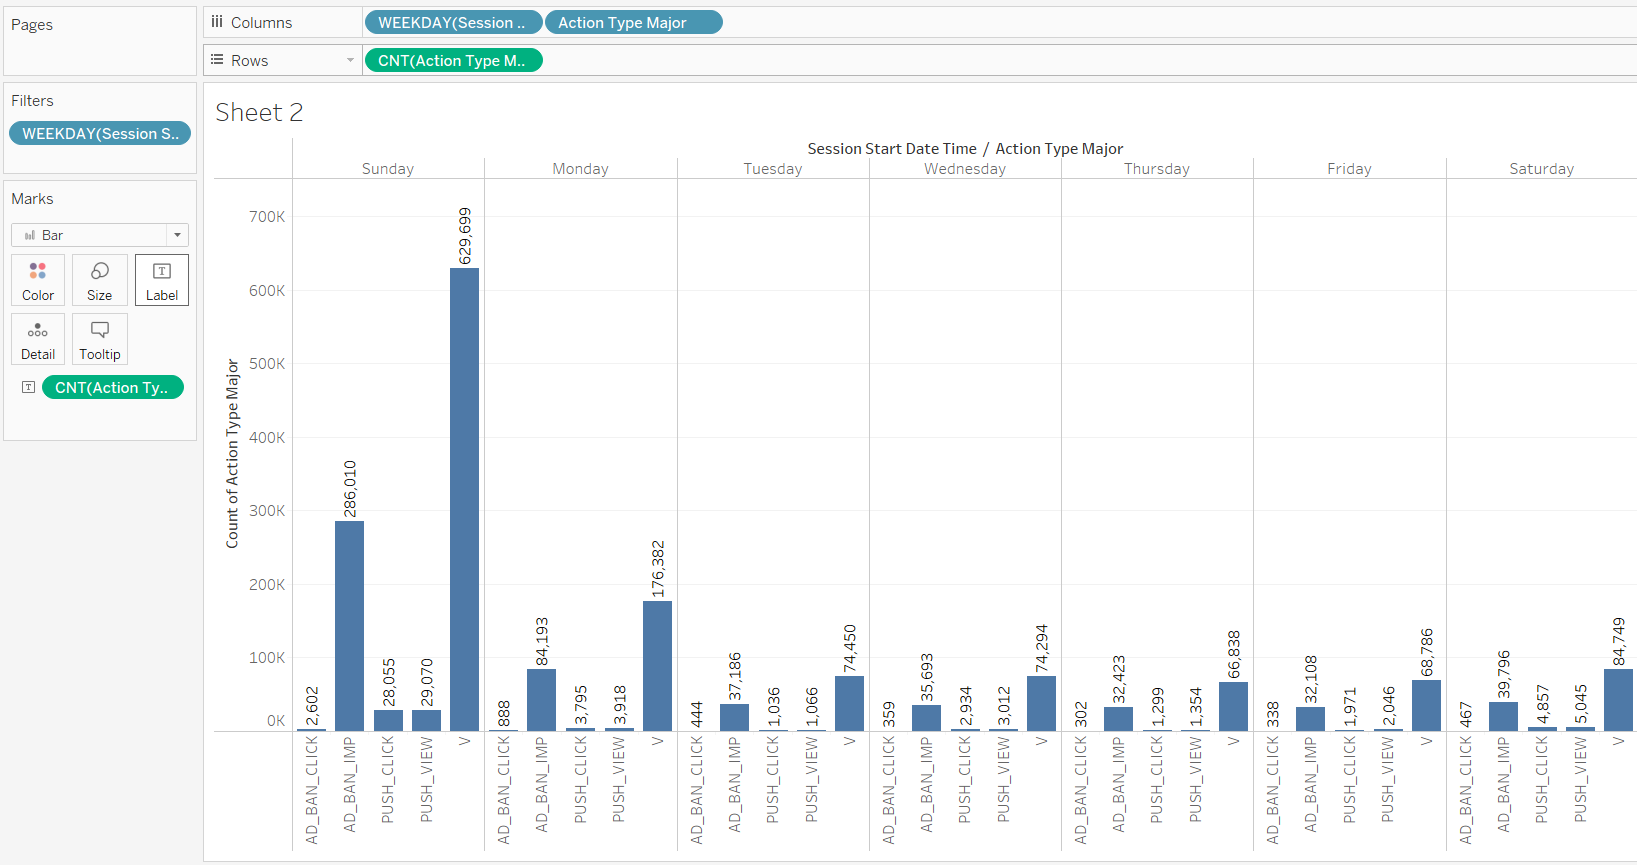 Pages
Columns
WEEKDAY(Session ..
Action Type Major
Rows
CNT(Action Type M..
Filters
WEEKDAY(Session S..
Marks
Bar
Color
Size
Label
Detail
Tooltip
CNT(Action Ty..
Sheet 2
Session Start Date Time / Action Type Major
Sunday
Monday
Tuesday
Wednesday
Thursday
Friday
Saturday
Count of Action Type Major
700K
600K
500K
400K
300K
200K
100K
0K
2,602
286,010
28,055
29,070
629,699
888
84,193
3,795
3,918
176,382
444
37,186
1,036
1,066
74,450
359
35,693
2,934
3,012
74,294
302
32,423
1,299
1,354
66,838
338
32,108
1,971
2,046
68,786
467
39,796
4,857
5,045
84,749
AD_BAN_CLICK
AD_BAN_IMP
PUSH_CLICK
PUSH_VIEW
V
AD_BAN_CLICK
AD_BAN_IMP
PUSH_CLICK
PUSH_VIEW
V
AD_BAN_CLICK
AD_BAN_IMP
PUSH_CLICK
PUSH_VIEW
V
AD_BAN_CLICK
AD_BAN_IMP
PUSH_CLICK
PUSH_VIEW
V
AD_BAN_CLICK
AD_BAN_IMP
PUSH_CLICK
PUSH_VIEW
V
AD_BAN_CLICK
AD_BAN_IMP
PUSH_CLICK
PUSH_VIEW
V
AD_BAN_CLICK
AD_BAN_IMP
PUSH_CLICK
PUSH_VIEW
V